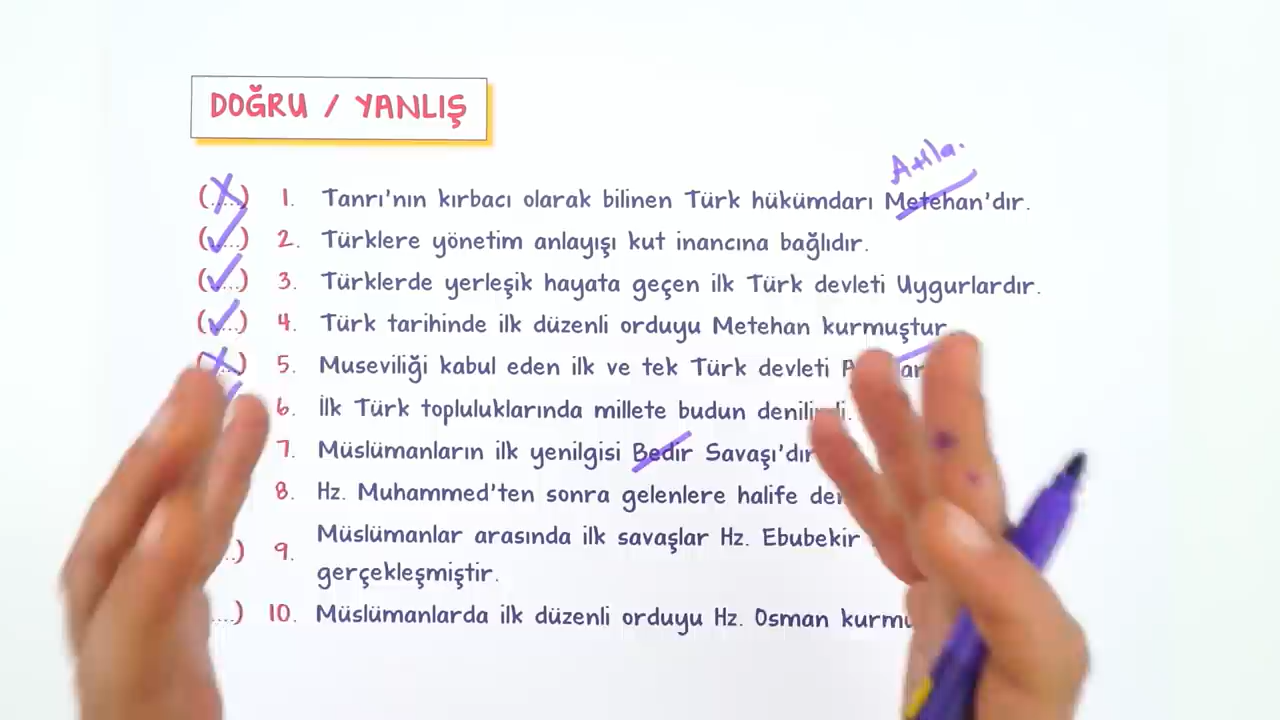 DOĞRU / YANLIŞ
Atila.
(.....) 1. Tanrı'nın kırbacı olarak bilinen Türk hükümdarı Metehan'dır.
(.....) 2. Türklere yönetim anlayışı kut inancına bağlıdır.
(.....) 3. Türklerde yerleşik hayata geçen ilk Türk devleti Uygurlardır.
(.....) 4. Türk tarihinde ilk düzenli orduyu Metehan kurmuştur
5. Museviliği kabul eden ilk ve tek Türk devleti
6. İlk Türk topluluklarında millete budun
7. Müslümanların ilk yenilgisi Bedir Savaşı'dır
8. Hz. Muhammed'ten sonra gelenlere halife
9. Müslümanlar arasında ilk savaşlar Hz. Ebubekir
gerçekleşmiştir.
10. Müslümanlarda ilk düzenli orduyu Hz. Osman